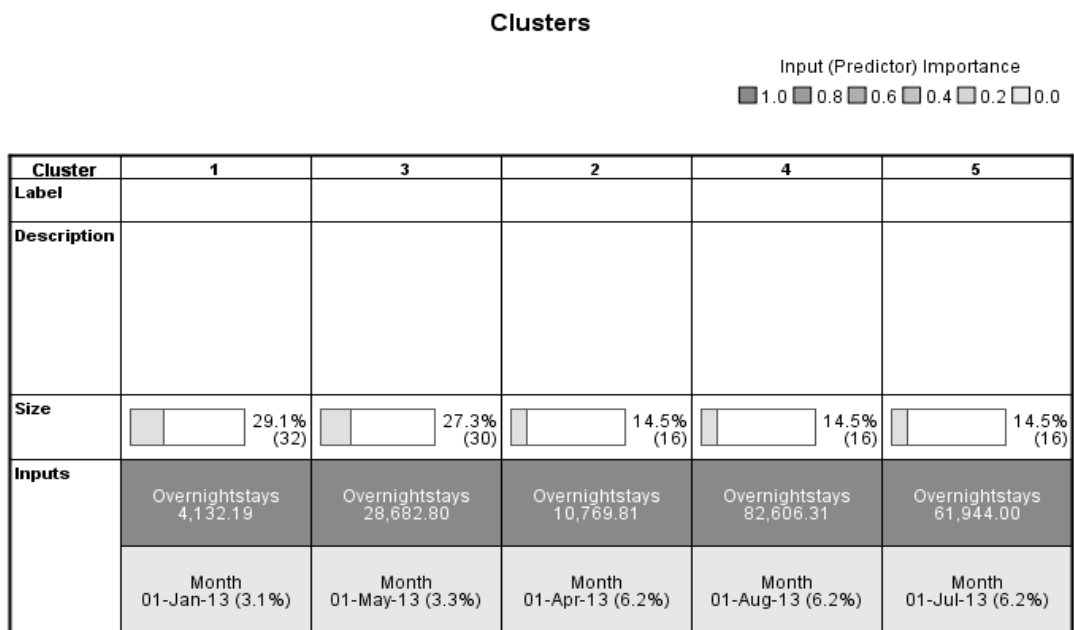 Clusters
Input (Predictor) Importance
1.0 0.8 0.6 0.4 0.2 0.0
Cluster 1 3 2 4 5
Label
Description
Size
29.1% 27.3% 14.5% 14.5% 14.5%
(32) (30) (16) (16) (16)
Inputs
Overnightstays Overnightstays Overnightstays Overnightstays Overnightstays
4,132.19 28,682.80 10,769.81 82,606.31 61,944.00
Month Month Month Month Month
01-Jan-13 (3.1%) 01-May-13 (3.3%) 01-Apr-13 (6.2%) 01-Aug-13 (6.2%) 01-Jul-13 (6.2%)